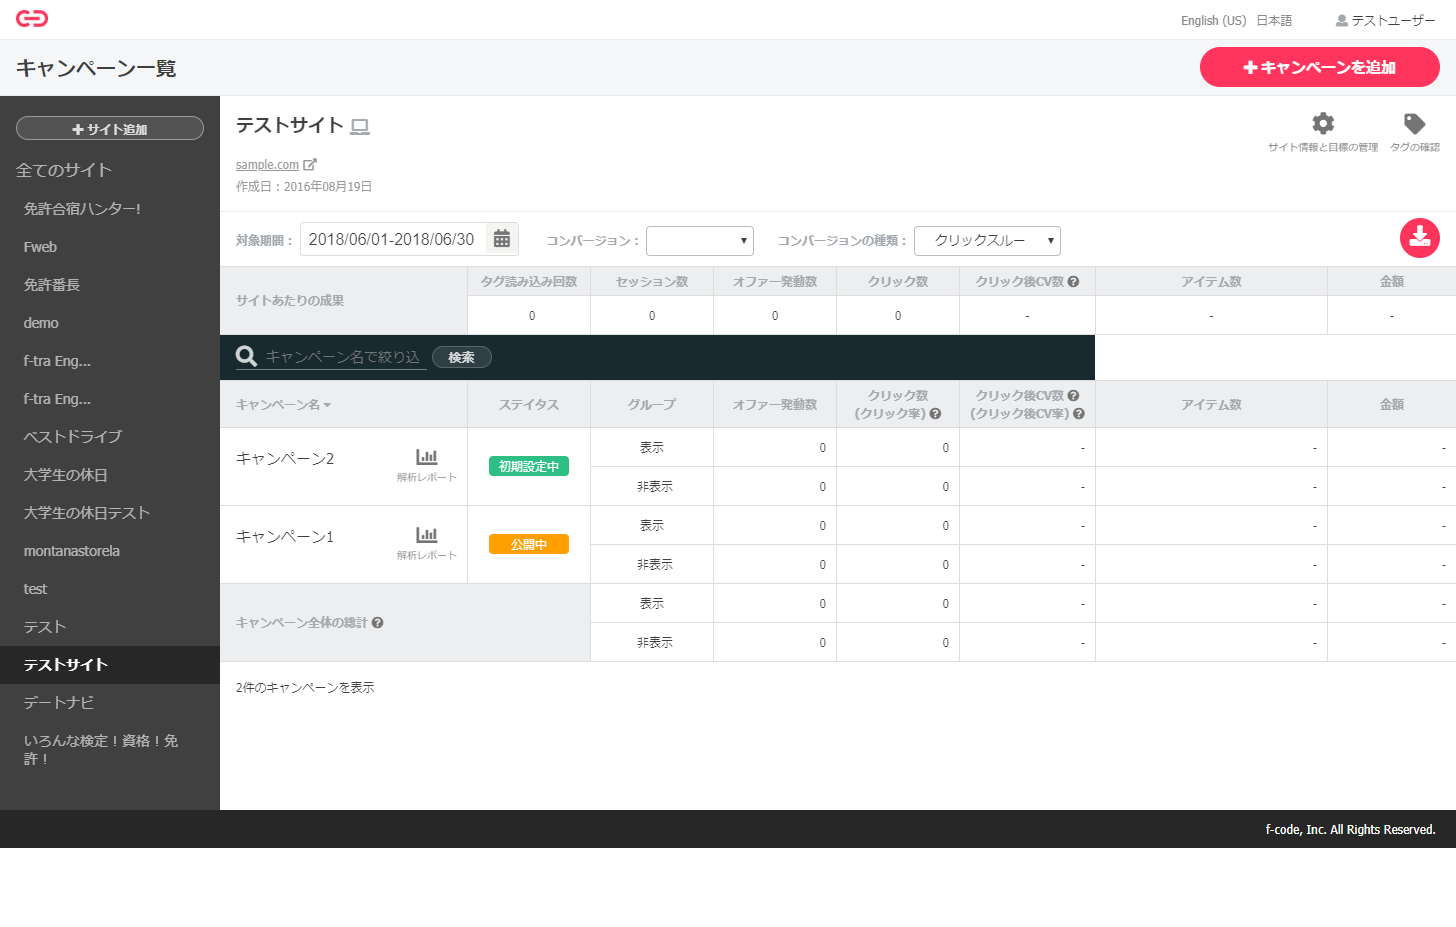 English (US) 日本語 テストユーザー
キャンペーン一覧
キャンペーンを追加
サイト追加
全てのサイト
免許合宿ハンター!
Fweb
免許番長
demo
f-tra Eng...
f-tra Eng...
ベストドライブ
大学生の休日
大学生の休日テスト
montanastorela
test
テスト
テストサイト
デートナビ
いろんな検定！資格！免
許！
テストサイト
サイト情報と目標の管理 タグの確認
sample.com
作成日：2016年08月19日
対象期間： 2018/06/01-2018/06/30 コンバージョン： コンバージョンの種類： クリックスルー
サイトあたりの成果 タグ読み込み回数 セッション数 オファー発動数 クリック数 クリック後CV数 アイテム数 金額
0 0 0 0 - - -
キャンペーン名で絞り込 検索
キャンペーン名 ステイタス グループ オファー発動数 クリック数 (クリック率) クリック後CV数 (クリック後CV率) アイテム数 金額
キャンペーン2 解析レポート 初期設定中 表示 0 0 - - -
非表示 0 0 - - -
キャンペーン1 解析レポート 公開中 表示 0 0 - - -
非表示 0 0 - - -
キャンペーン全体の総計 表示 0 0 - - -
非表示 0 0 - - -
2件のキャンペーンを表示
f-code, Inc. All Rights Reserved.